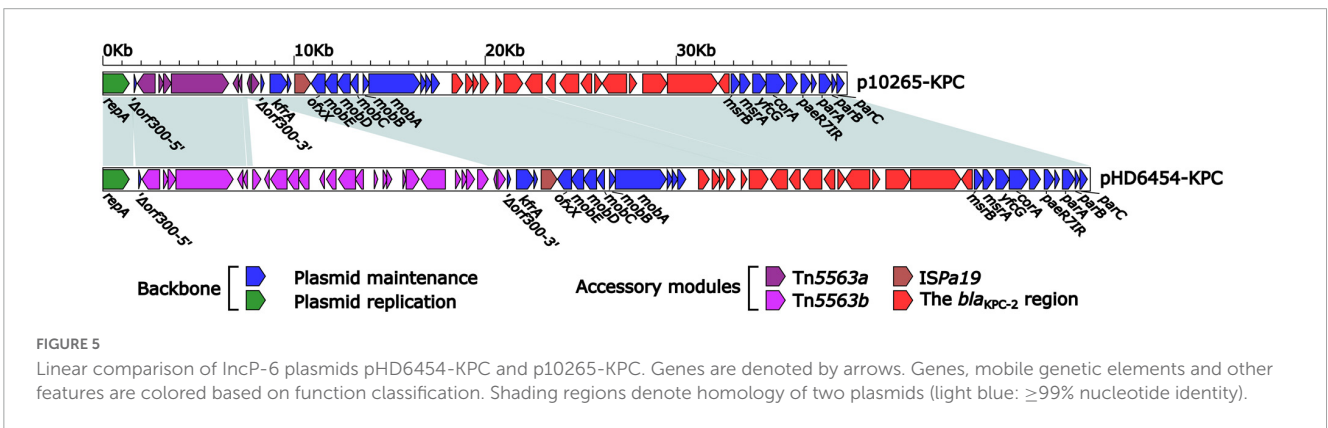 0Kb 10Kb 20Kb 30Kb
p10265-KPC
repA 'Δorf300-5' 'Δorf300-3' kfrA ofxX mobE mobD mobC mobB mobA msrB msrA yfcG corA paeR7IR parA parB parC
pHD6454-KPC
repA 'Δorf300-5' 'Δorf300-3' kfrA ofxX mobE mobD mobC mobB mobA msrB msrA yfcG corA paeR7IR parA parB parC
Backbone Plasmid maintenance Accessory modules Tn5563a ISPa19
Plasmid replication Tn5563b The blaKPC-2 region
FIGURE 5
Linear comparison of IncP-6 plasmids pHD6454-KPC and p10265-KPC. Genes are denoted by arrows. Genes, mobile genetic elements and other
features are colored based on function classification. Shading regions denote homology of two plasmids (light blue: ≥99% nucleotide identity).